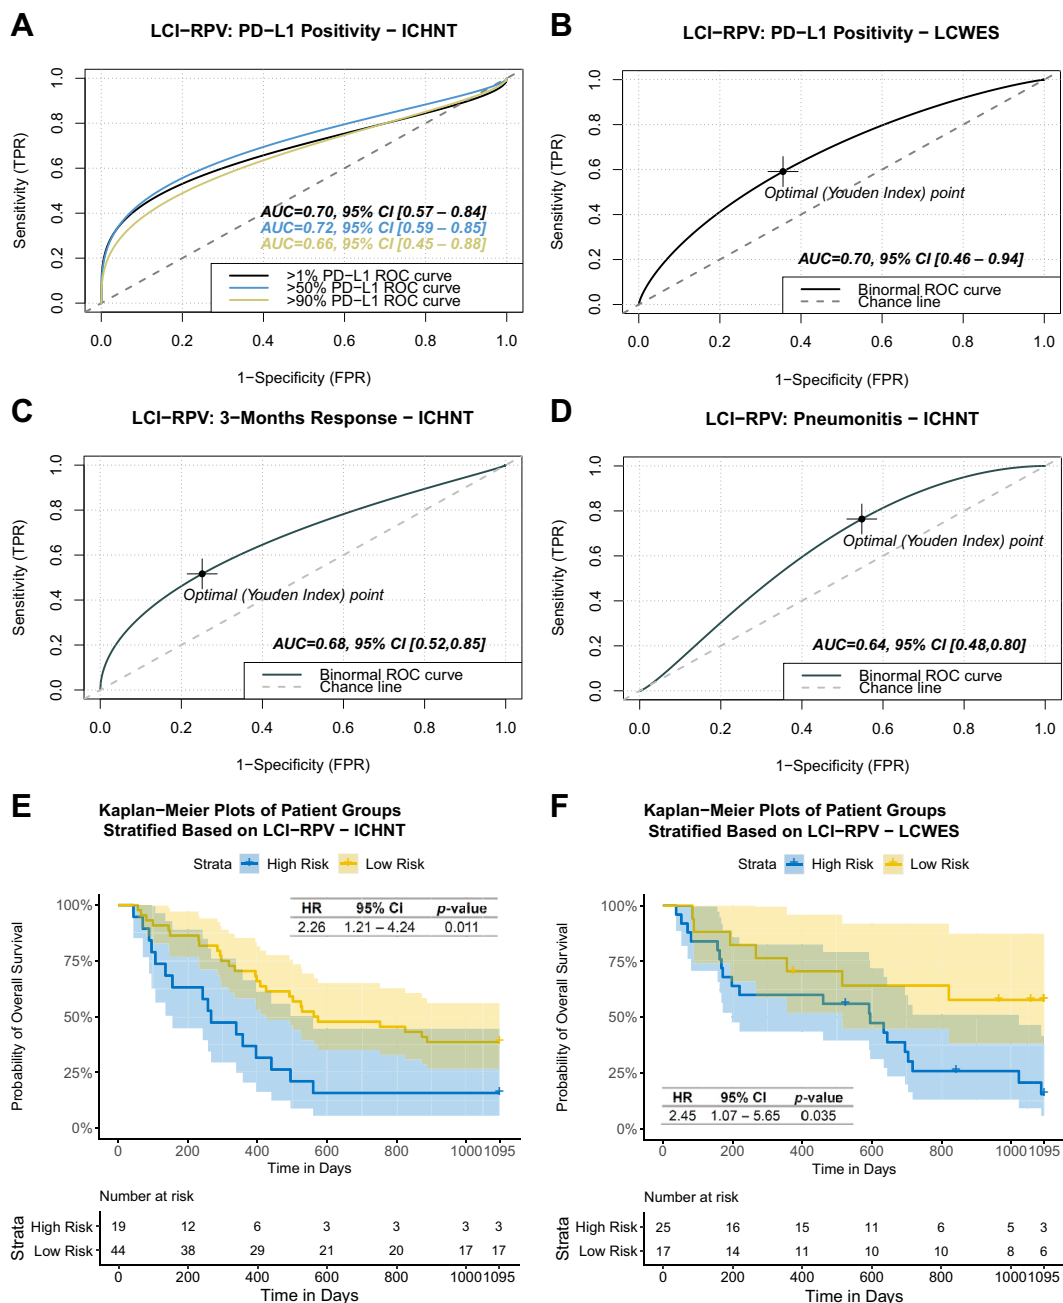 A
LCI−RPV: PD−L1 Positivity − ICHNT
Sensitivity (TPR)
1.0
0.8
0.6
0.4
0.2
0.0
AUC=0.70, 95% CI [0.57 – 0.84]
AUC=0.72, 95% CI [0.59 – 0.85]
AUC=0.66, 95% CI [0.45 – 0.88]
>1% PD−L1 ROC curve
>50% PD−L1 ROC curve
>90% PD−L1 ROC curve
0.0 0.2 0.4 0.6 0.8 1.0
1−Specificity (FPR)
B
LCI−RPV: PD−L1 Positivity − LCWES
Sensitivity (TPR)
1.0
0.8
0.6
0.4
0.2
0.0
Optimal (Youden Index) point
AUC=0.70, 95% CI [0.46 – 0.94]
Binormal ROC curve
Chance line
0.0 0.2 0.4 0.6 0.8 1.0
1−Specificity (FPR)
C
LCI−RPV: 3−Months Response − ICHNT
Sensitivity (TPR)
1.0
0.8
0.6
0.4
0.2
0.0
Optimal (Youden Index) point
AUC=0.68, 95% CI [0.52,0.85]
Binormal ROC curve
Chance line
0.0 0.2 0.4 0.6 0.8 1.0
1−Specificity (FPR)
D
LCI−RPV: Pneumonitis − ICHNT
Sensitivity (TPR)
1.0
0.8
0.6
0.4
0.2
0.0
Optimal (Youden Index) point
AUC=0.64, 95% CI [0.48,0.80]
Binormal ROC curve
Chance line
0.0 0.2 0.4 0.6 0.8 1.0
1−Specificity (FPR)
E
Kaplan−Meier Plots of Patient Groups
Stratified Based on LCI−RPV − ICHNT
Strata High Risk Low Risk
Probability of Overall Survival
100%
75%
50%
25%
0%
HR 95% CI p-value
2.26 1.21 – 4.24 0.011
0 200 400 600 800 1000 1095
Time in Days
Number at risk
Strata
High Risk 19 12 6 3 3 3 3
Low Risk 44 38 29 21 20 17 17
0 200 400 600 800 1000 1095
Time in Days
F
Kaplan−Meier Plots of Patient Groups
Stratified Based on LCI−RPV − LCWES
Strata High Risk Low Risk
Probability of Overall Survival
100%
75%
50%
25%
0%
HR 95% CI p-value
2.45 1.07 – 5.65 0.035
0 200 400 600 800 1000 1095
Time in Days
Number at risk
Strata
High Risk 25 16 15 11 6 5 3
Low Risk 17 14 11 10 10 8 6
0 200 400 600 800 1000 1095
Time in Days